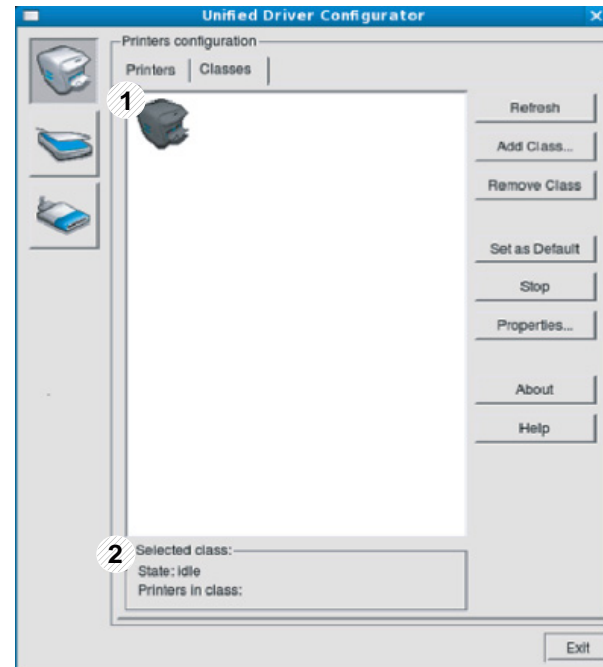 Unified Driver Configurator
Printers configuration
Printers
Classes
1
Refresh
Add Class...
Remove Class
Set as Default
Stop
Properties...
About
Help
2
Selected class:
State: idle
Printers in class:
Exit